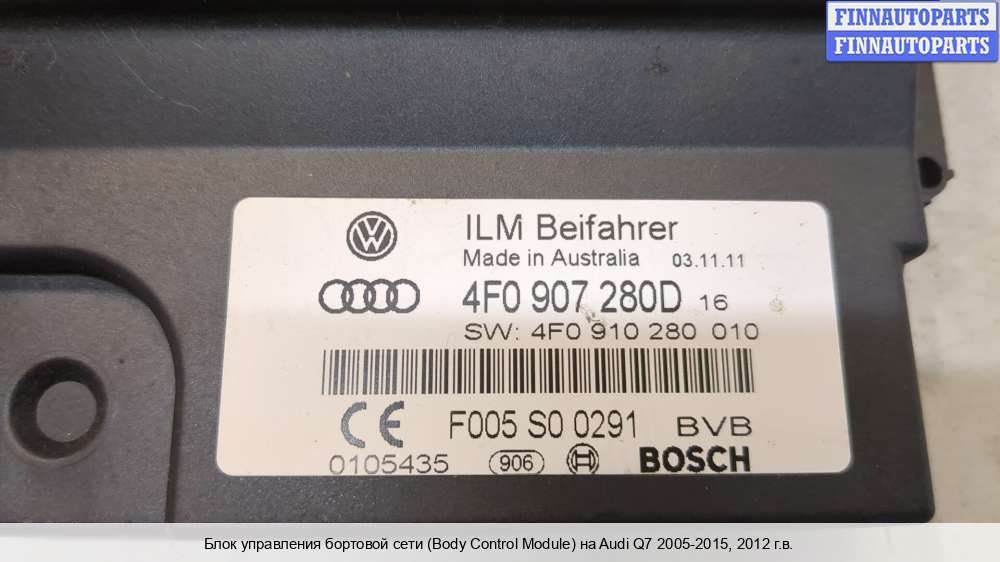 FINNAUTOPARTS
FINNAUTOPARTS
ILM Beifahrer
Made in Australia 03.11.11
4F0 907 280D 16
SW: 4F0 910 280 010
CE F005 S0 0291 BVB
0105435 906 BOSCH
Блок управления бортовой сети (Body Control Module) на Audi Q7 2005-2015, 2012 г.в.